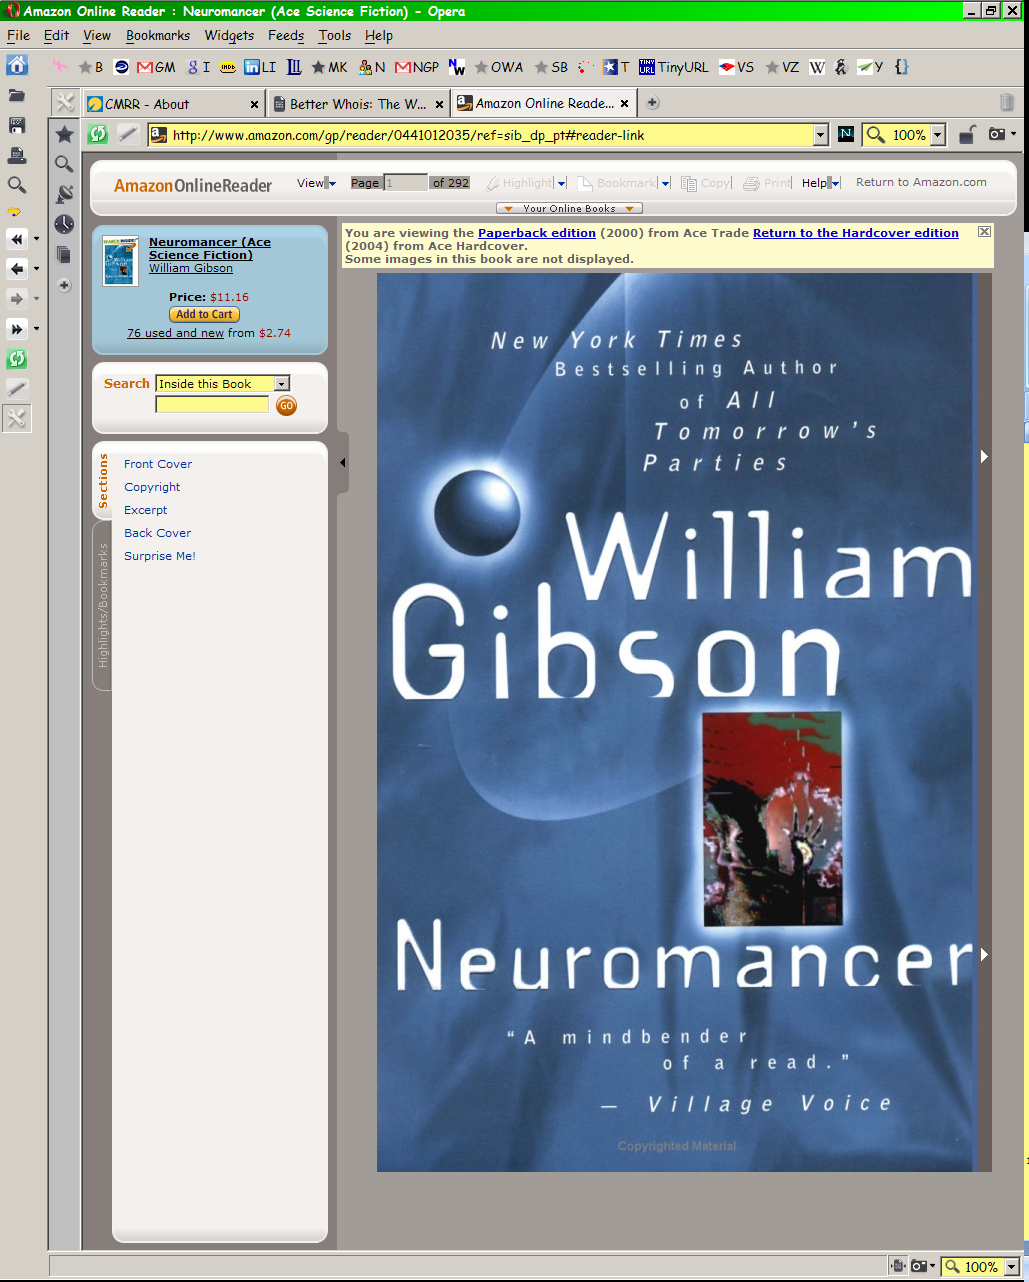 Amazon Online Reader : Neuromancer (Ace Science Fiction) - Opera
File Edit View Bookmarks Widgets Feeds Tools Help
B GM I IMDb LI MK N NGP OWA SB T TinyURL VS VZ W Y {}
CMRR - About Better Whois: The W... Amazon Online Reade...
http://www.amazon.com/gp/reader/0441012035/ref=sib_dp_pt#reader-link N 100%
AmazonOnlineReader View Page 1 of 292 Highlight Bookmark Copy Print Help Return to Amazon.com
Your Online Books
Neuromancer (Ace
Science Fiction)
William Gibson
Price: $11.16
Add to Cart
76 used and new from $2.74
Search Inside this Book
GO
Sections
Front Cover
Copyright
Excerpt
Back Cover
Surprise Me!
Highlights/Bookmarks
You are viewing the Paperback edition (2000) from Ace Trade Return to the Hardcover edition
(2004) from Ace Hardcover.
Some images in this book are not displayed.
New York Times
Bestselling Author
of All
Tomorrow's
Parties
William
Gibson
Neuromancer
“A mindbender
of a read.”
— Village Voice
Copyrighted Material
100%